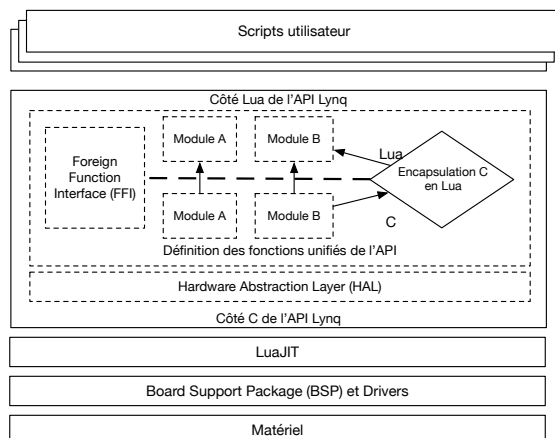 Scripts utilisateur
Côté Lua de l'API Lynq
Foreign
Function
Interface (FFI)
Module A
Module B
Lua
Encapsulation C
en Lua
Module A
Module B
C
Définition des fonctions unifiés de l'API
Hardware Abstraction Layer (HAL)
Côté C de l'API Lynq
LuaJIT
Board Support Package (BSP) et Drivers
Matériel